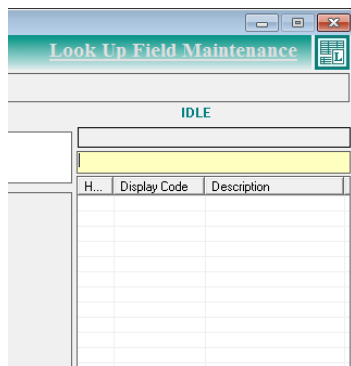 Look Up Field Maintenance
L
IDLE
H... Display Code Description